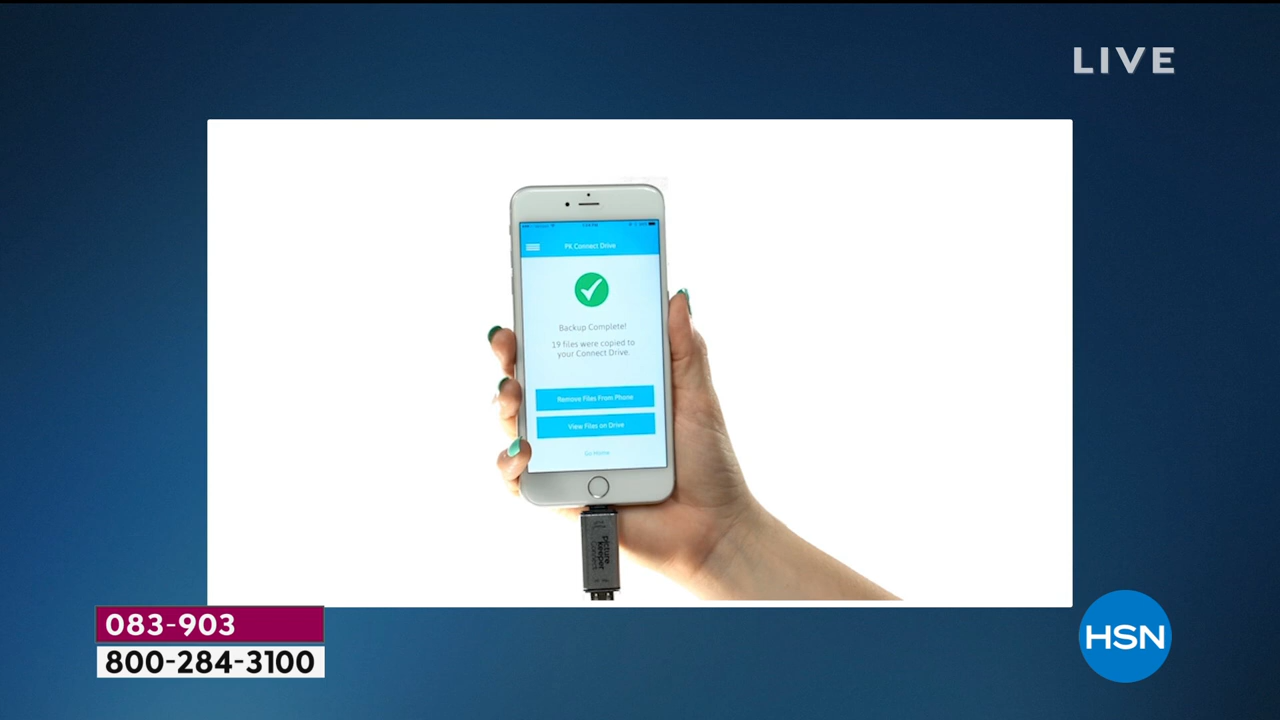 LIVE
PK Connect Drive
Backup Complete!
19 files were copied to
your Connect Drive.
Remove Files From Phone
View Files on Drive
Go Home
Picture
keeper
Connect
083-903
800-284-3100
HSN